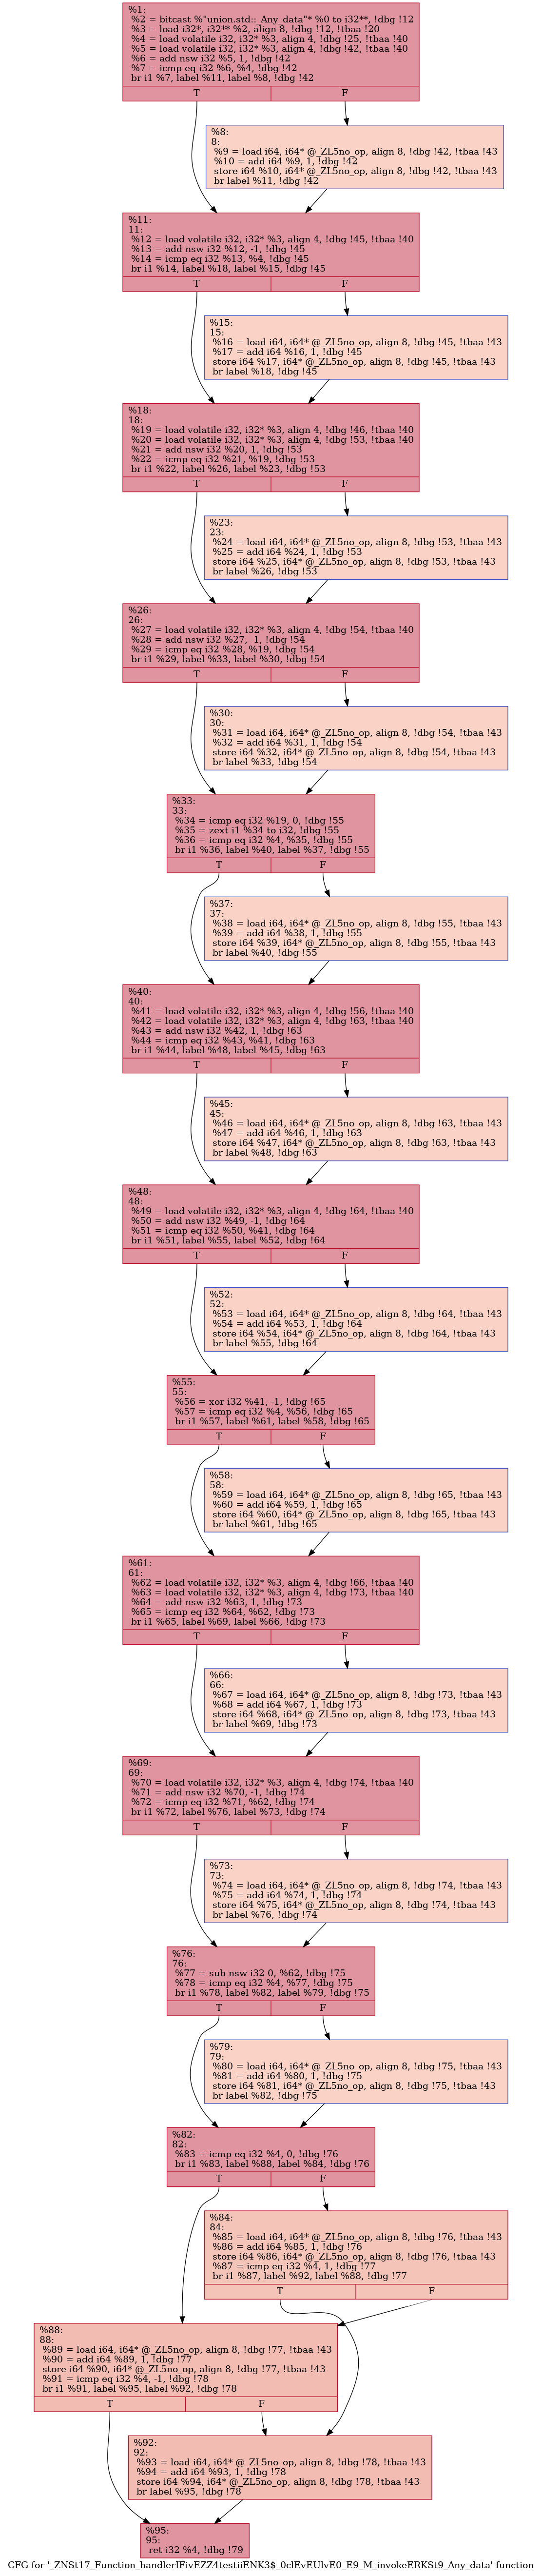 %1:
%2 = bitcast %"union.std::_Any_data"* %0 to i32**, !dbg !12
%3 = load i32*, i32** %2, align 8, !dbg !12, !tbaa !20
%4 = load volatile i32, i32* %3, align 4, !dbg !25, !tbaa !40
%5 = load volatile i32, i32* %3, align 4, !dbg !42, !tbaa !40
%6 = add nsw i32 %5, 1, !dbg !42
%7 = icmp eq i32 %6, %4, !dbg !42
br i1 %7, label %11, label %8, !dbg !42
T F
%8:
8:
%9 = load i64, i64* @_ZL5no_op, align 8, !dbg !42, !tbaa !43
%10 = add i64 %9, 1, !dbg !42
store i64 %10, i64* @_ZL5no_op, align 8, !dbg !42, !tbaa !43
br label %11, !dbg !42
%11:
11:
%12 = load volatile i32, i32* %3, align 4, !dbg !45, !tbaa !40
%13 = add nsw i32 %12, -1, !dbg !45
%14 = icmp eq i32 %13, %4, !dbg !45
br i1 %14, label %18, label %15, !dbg !45
T F
%15:
15:
%16 = load i64, i64* @_ZL5no_op, align 8, !dbg !45, !tbaa !43
%17 = add i64 %16, 1, !dbg !45
store i64 %17, i64* @_ZL5no_op, align 8, !dbg !45, !tbaa !43
br label %18, !dbg !45
%18:
18:
%19 = load volatile i32, i32* %3, align 4, !dbg !46, !tbaa !40
%20 = load volatile i32, i32* %3, align 4, !dbg !53, !tbaa !40
%21 = add nsw i32 %20, 1, !dbg !53
%22 = icmp eq i32 %21, %19, !dbg !53
br i1 %22, label %26, label %23, !dbg !53
T F
%23:
23:
%24 = load i64, i64* @_ZL5no_op, align 8, !dbg !53, !tbaa !43
%25 = add i64 %24, 1, !dbg !53
store i64 %25, i64* @_ZL5no_op, align 8, !dbg !53, !tbaa !43
br label %26, !dbg !53
%26:
26:
%27 = load volatile i32, i32* %3, align 4, !dbg !54, !tbaa !40
%28 = add nsw i32 %27, -1, !dbg !54
%29 = icmp eq i32 %28, %19, !dbg !54
br i1 %29, label %33, label %30, !dbg !54
T F
%30:
30:
%31 = load i64, i64* @_ZL5no_op, align 8, !dbg !54, !tbaa !43
%32 = add i64 %31, 1, !dbg !54
store i64 %32, i64* @_ZL5no_op, align 8, !dbg !54, !tbaa !43
br label %33, !dbg !54
%33:
33:
%34 = icmp eq i32 %19, 0, !dbg !55
%35 = zext i1 %34 to i32, !dbg !55
%36 = icmp eq i32 %4, %35, !dbg !55
br i1 %36, label %40, label %37, !dbg !55
T F
%37:
37:
%38 = load i64, i64* @_ZL5no_op, align 8, !dbg !55, !tbaa !43
%39 = add i64 %38, 1, !dbg !55
store i64 %39, i64* @_ZL5no_op, align 8, !dbg !55, !tbaa !43
br label %40, !dbg !55
%40:
40:
%41 = load volatile i32, i32* %3, align 4, !dbg !56, !tbaa !40
%42 = load volatile i32, i32* %3, align 4, !dbg !63, !tbaa !40
%43 = add nsw i32 %42, 1, !dbg !63
%44 = icmp eq i32 %43, %41, !dbg !63
br i1 %44, label %48, label %45, !dbg !63
T F
%45:
45:
%46 = load i64, i64* @_ZL5no_op, align 8, !dbg !63, !tbaa !43
%47 = add i64 %46, 1, !dbg !63
store i64 %47, i64* @_ZL5no_op, align 8, !dbg !63, !tbaa !43
br label %48, !dbg !63
%48:
48:
%49 = load volatile i32, i32* %3, align 4, !dbg !64, !tbaa !40
%50 = add nsw i32 %49, -1, !dbg !64
%51 = icmp eq i32 %50, %41, !dbg !64
br i1 %51, label %55, label %52, !dbg !64
T F
%52:
52:
%53 = load i64, i64* @_ZL5no_op, align 8, !dbg !64, !tbaa !43
%54 = add i64 %53, 1, !dbg !64
store i64 %54, i64* @_ZL5no_op, align 8, !dbg !64, !tbaa !43
br label %55, !dbg !64
%55:
55:
%56 = xor i32 %41, -1, !dbg !65
%57 = icmp eq i32 %4, %56, !dbg !65
br i1 %57, label %61, label %58, !dbg !65
T F
%58:
58:
%59 = load i64, i64* @_ZL5no_op, align 8, !dbg !65, !tbaa !43
%60 = add i64 %59, 1, !dbg !65
store i64 %60, i64* @_ZL5no_op, align 8, !dbg !65, !tbaa !43
br label %61, !dbg !65
%61:
61:
%62 = load volatile i32, i32* %3, align 4, !dbg !66, !tbaa !40
%63 = load volatile i32, i32* %3, align 4, !dbg !73, !tbaa !40
%64 = add nsw i32 %63, 1, !dbg !73
%65 = icmp eq i32 %64, %62, !dbg !73
br i1 %65, label %69, label %66, !dbg !73
T F
%66:
66:
%67 = load i64, i64* @_ZL5no_op, align 8, !dbg !73, !tbaa !43
%68 = add i64 %67, 1, !dbg !73
store i64 %68, i64* @_ZL5no_op, align 8, !dbg !73, !tbaa !43
br label %69, !dbg !73
%69:
69:
%70 = load volatile i32, i32* %3, align 4, !dbg !74, !tbaa !40
%71 = add nsw i32 %70, -1, !dbg !74
%72 = icmp eq i32 %71, %62, !dbg !74
br i1 %72, label %76, label %73, !dbg !74
T F
%73:
73:
%74 = load i64, i64* @_ZL5no_op, align 8, !dbg !74, !tbaa !43
%75 = add i64 %74, 1, !dbg !74
store i64 %75, i64* @_ZL5no_op, align 8, !dbg !74, !tbaa !43
br label %76, !dbg !74
%76:
76:
%77 = sub nsw i32 0, %62, !dbg !75
%78 = icmp eq i32 %4, %77, !dbg !75
br i1 %78, label %82, label %79, !dbg !75
T F
%79:
79:
%80 = load i64, i64* @_ZL5no_op, align 8, !dbg !75, !tbaa !43
%81 = add i64 %80, 1, !dbg !75
store i64 %81, i64* @_ZL5no_op, align 8, !dbg !75, !tbaa !43
br label %82, !dbg !75
%82:
82:
%83 = icmp eq i32 %4, 0, !dbg !76
br i1 %83, label %88, label %84, !dbg !76
T F
%84:
84:
%85 = load i64, i64* @_ZL5no_op, align 8, !dbg !76, !tbaa !43
%86 = add i64 %85, 1, !dbg !76
store i64 %86, i64* @_ZL5no_op, align 8, !dbg !76, !tbaa !43
%87 = icmp eq i32 %4, 1, !dbg !77
br i1 %87, label %92, label %88, !dbg !77
T F
%88:
88:
%89 = load i64, i64* @_ZL5no_op, align 8, !dbg !77, !tbaa !43
%90 = add i64 %89, 1, !dbg !77
store i64 %90, i64* @_ZL5no_op, align 8, !dbg !77, !tbaa !43
%91 = icmp eq i32 %4, -1, !dbg !78
br i1 %91, label %95, label %92, !dbg !78
T F
%92:
92:
%93 = load i64, i64* @_ZL5no_op, align 8, !dbg !78, !tbaa !43
%94 = add i64 %93, 1, !dbg !78
store i64 %94, i64* @_ZL5no_op, align 8, !dbg !78, !tbaa !43
br label %95, !dbg !78
%95:
95:
ret i32 %4, !dbg !79
CFG for '_ZNSt17_Function_handlerIFivEZZ4testiiENK3$_0clEvEUlvE0_E9_M_invokeERKSt9_Any_data' function